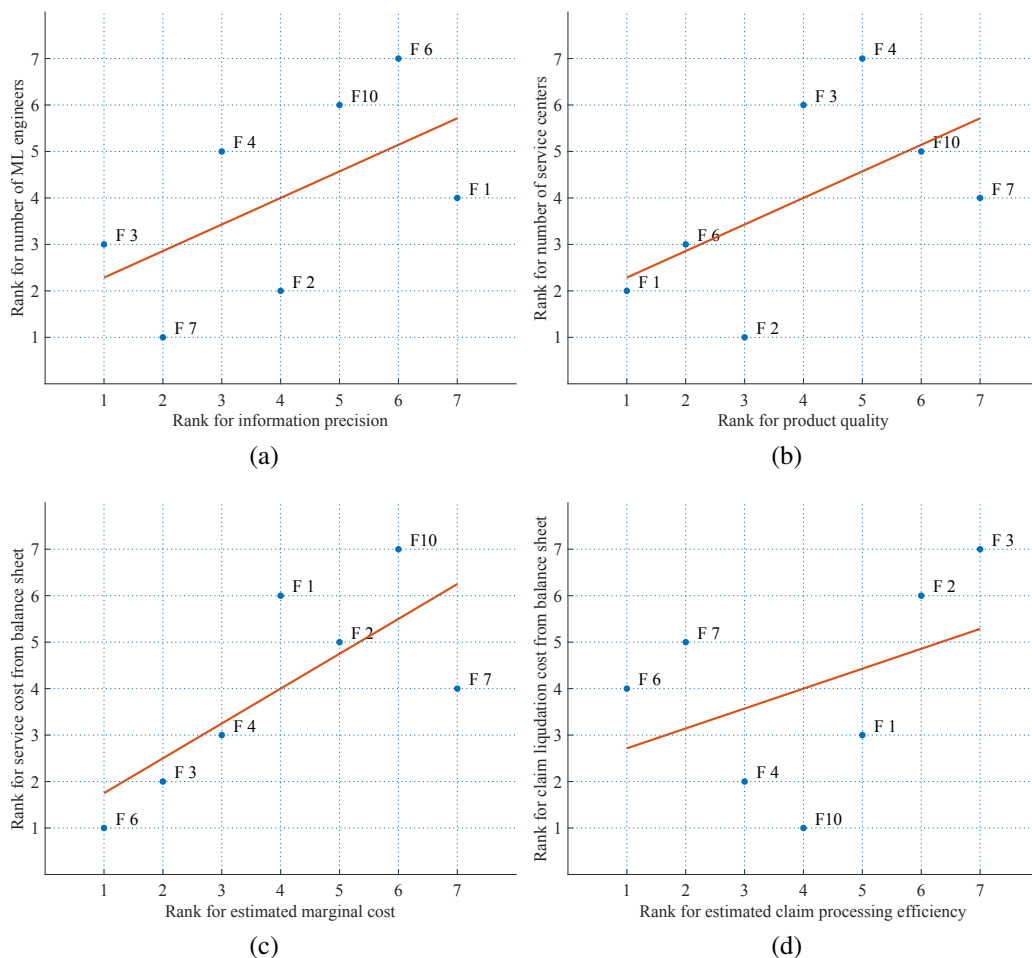 7
6
5
4
3
2
1
Rank for number of ML engineers
F 6
F10
F 4
F 1
F 3
F 2
F 7
1 2 3 4 5 6 7
Rank for information precision
(a)
7
6
5
4
3
2
1
Rank for number of service centers
F 4
F 3
F10
F 7
F 6
F 1
F 2
1 2 3 4 5 6 7
Rank for product quality
(b)
7
6
5
4
3
2
1
Rank for service cost from balance sheet
F10
F 1
F 2
F 7
F 4
F 3
F 6
1 2 3 4 5 6 7
Rank for estimated marginal cost
(c)
7
6
5
4
3
2
1
Rank for claim liqudation cost from balance sheet
F 3
F 2
F 7
F 6
F 1
F 4
F10
1 2 3 4 5 6 7
Rank for estimated claim processing efficiency
(d)